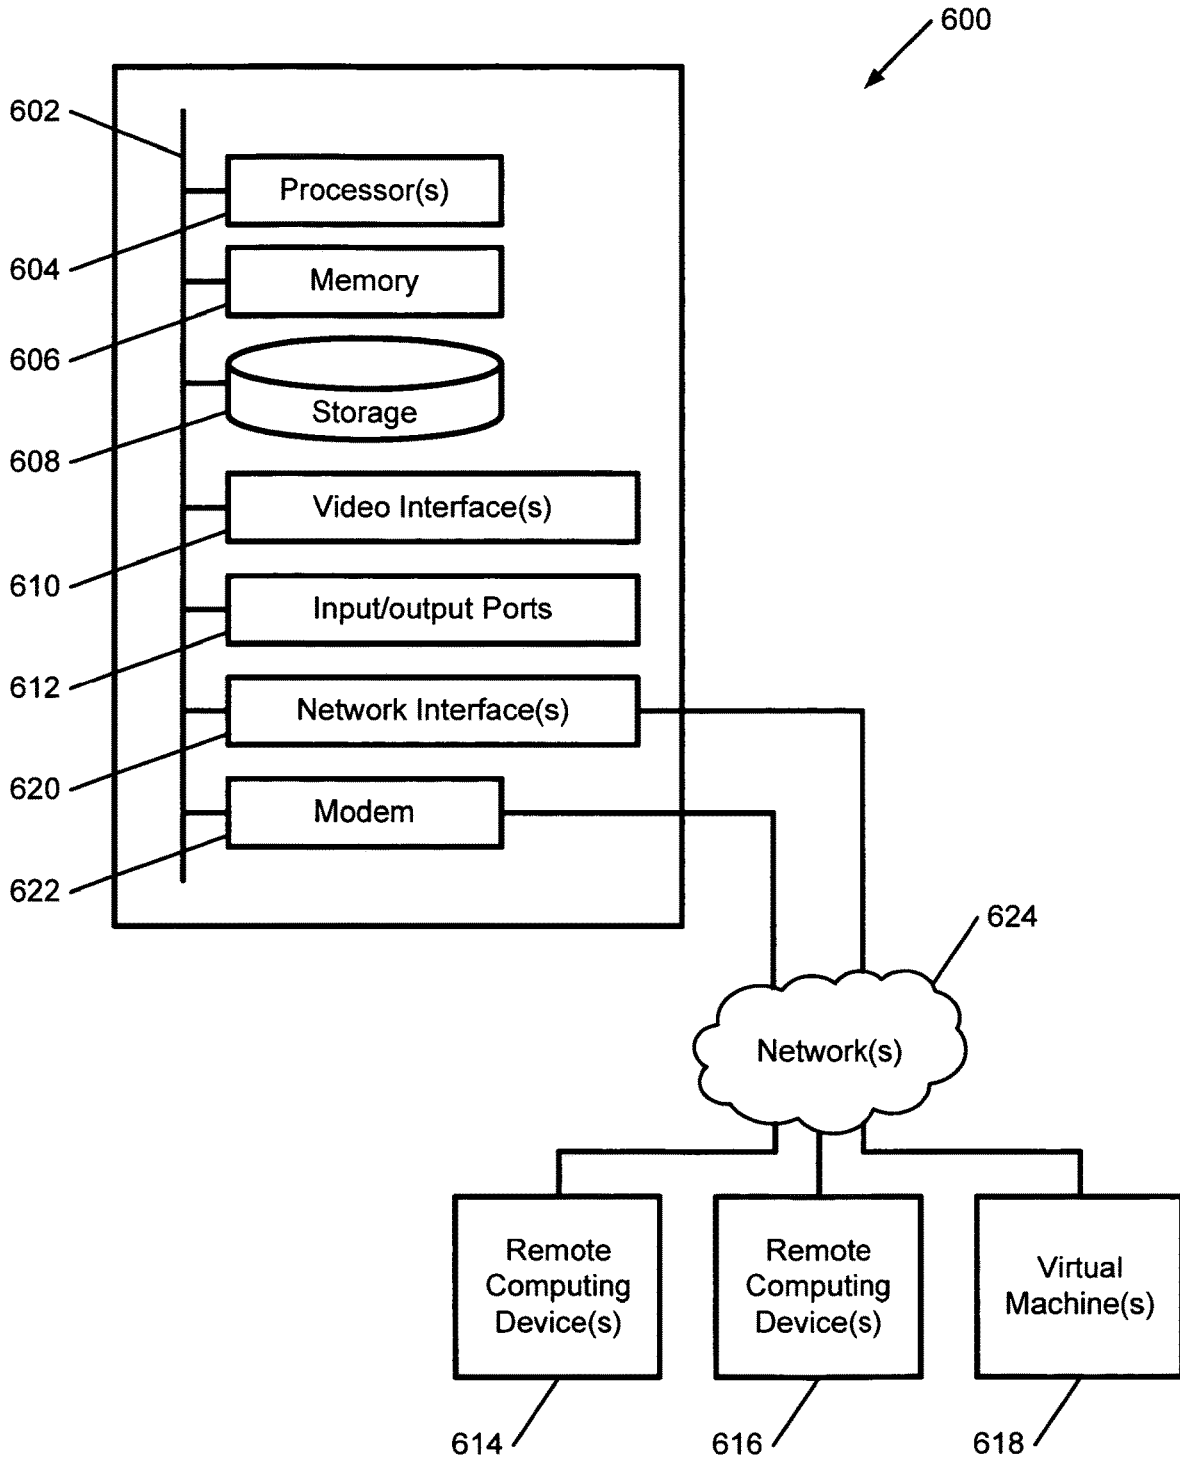 600
602
Processor(s)
604
Memory
606
Storage
608
Video Interface(s)
610
Input/output Ports
612
Network Interface(s)
620
Modem
622
624
Network(s)
Remote
Computing
Device(s)
Remote
Computing
Device(s)
Virtual
Machine(s)
614
616
618